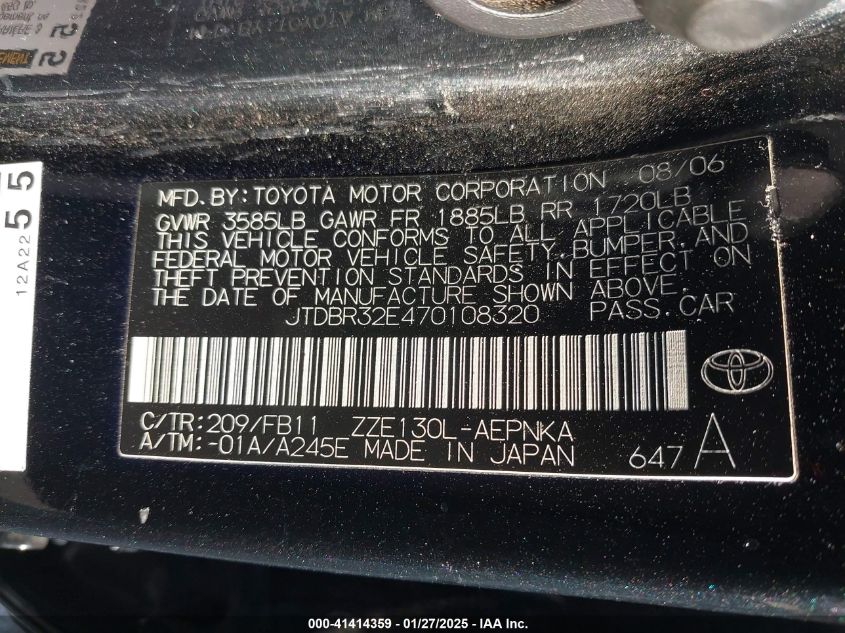 MFD. BY: TOYOTA MOTOR CORPORATION 08/06
GVWR 3585LB GAWR FR 1885LB RR 1720LB
THIS VEHICLE CONFORMS TO ALL APPLICABLE
FEDERAL MOTOR VEHICLE SAFETY, BUMPER, AND
THEFT PREVENTION STANDARDS IN EFFECT ON
THE DATE OF MANUFACTURE SHOWN ABOVE.
JTDBR32E470108320 PASS. CAR
C/TR: 209/FB11 ZZE130L-AEPNKA
A/TM: -01A/A245E MADE IN JAPAN 647 A
12A22 55
000-41414359 - 01/27/2025 - IAA Inc.